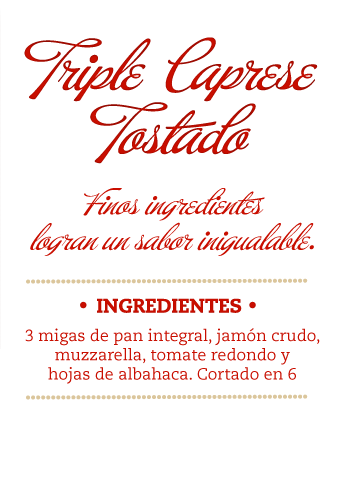 Triple Caprese
Tostado
Finos ingredientes
logran un sabor inigualable.
• INGREDIENTES •
3 migas de pan integral, jamón crudo,
muzzarella, tomate redondo y
hojas de albahaca. Cortado en 6